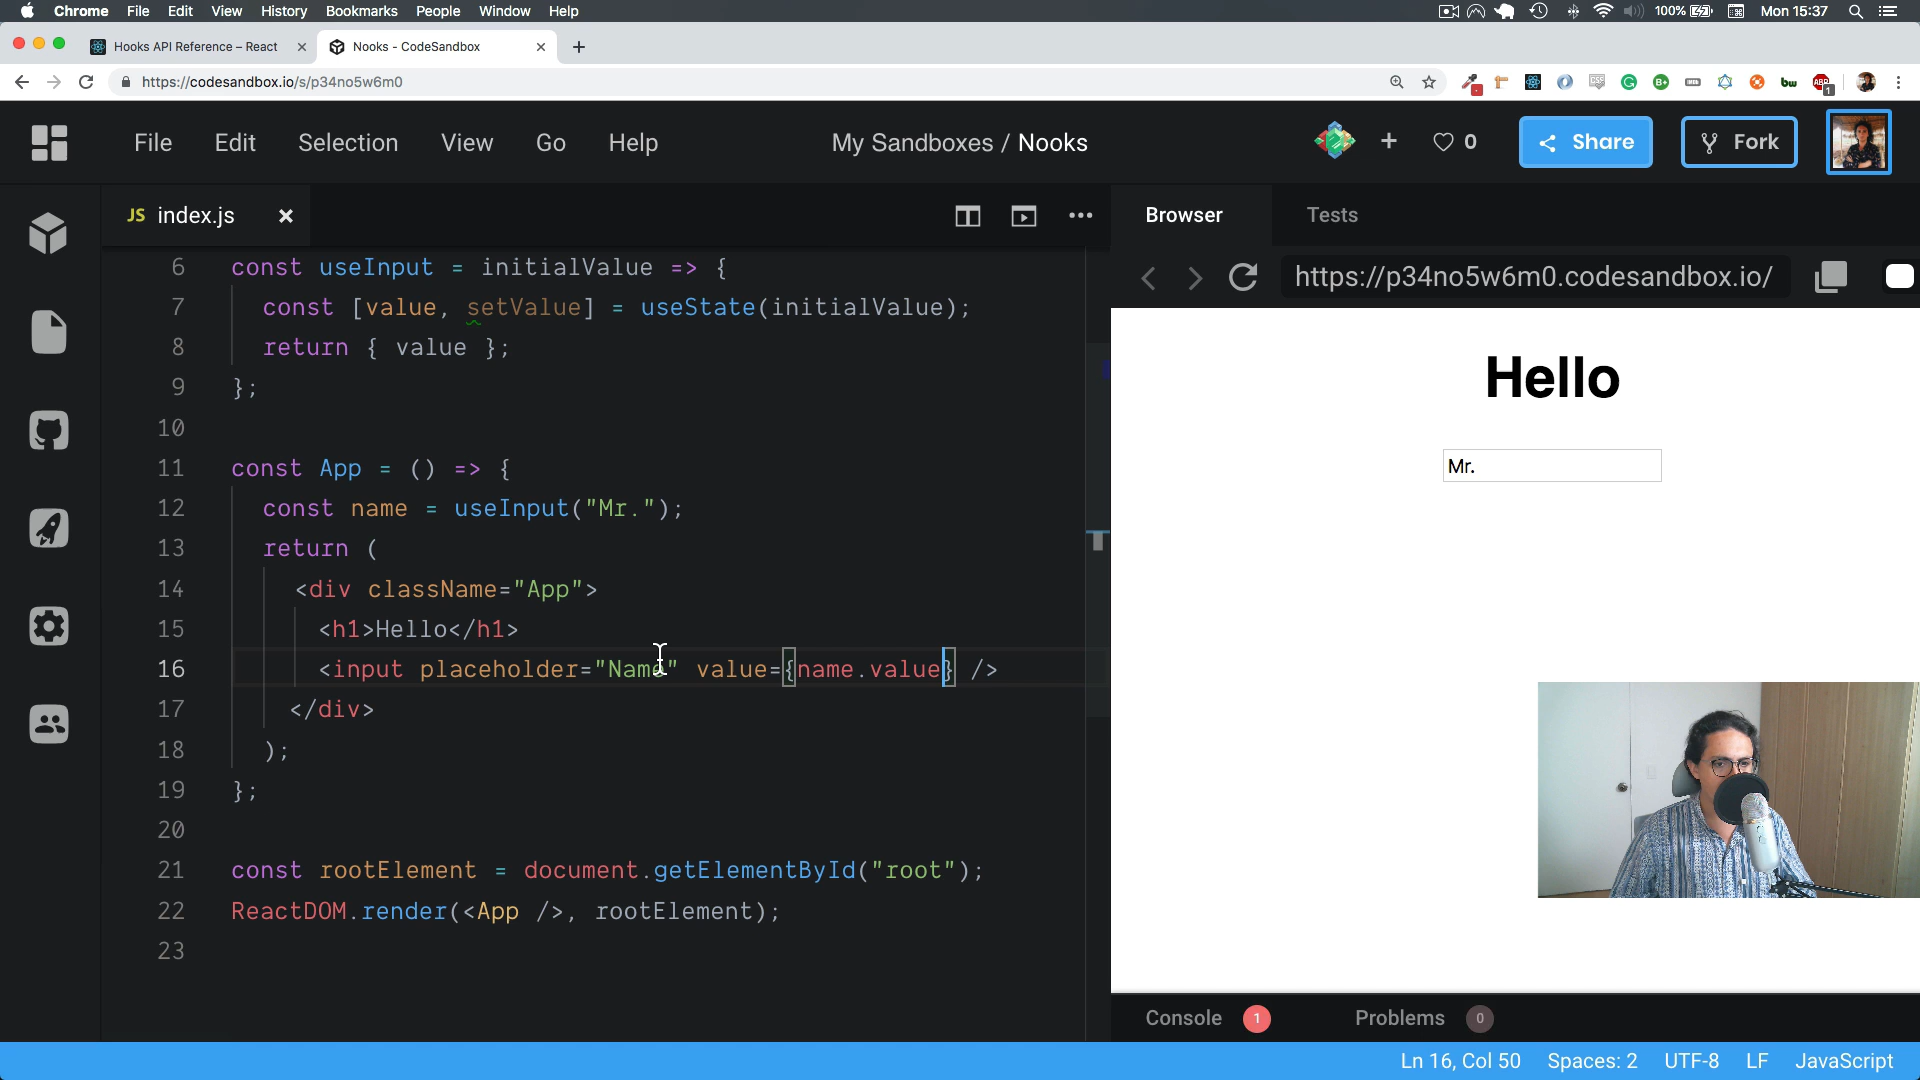 Chrome File Edit View History Bookmarks People Window Help
100% Mon 15:37
Hooks API Reference – React
Nooks - CodeSandbox
https://codesandbox.io/s/p34no5w6m0
File Edit Selection View Go Help
My Sandboxes / Nooks
0
Share
Fork
JS index.js
Browser
Tests
https://p34no5w6m0.codesandbox.io/
6 const useInput = initialValue => {
7 const [value, setValue] = useState(initialValue);
8 return { value };
9 };
10
11 const App = () => {
12 const name = useInput("Mr.");
13 return (
14 <div className="App">
15 <h1>Hello</h1>
16 <input placeholder="Name" value={name.value} />
17 </div>
18 );
19 };
20
21 const rootElement = document.getElementById("root");
22 ReactDOM.render(<App />, rootElement);
23
Hello
Mr.
Console 1
Problems 0
Ln 16, Col 50 Spaces: 2 UTF-8 LF JavaScript